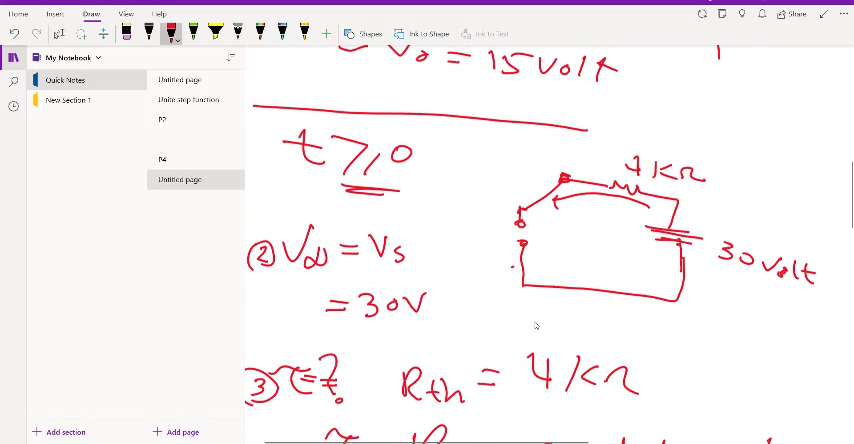 Home Insert Draw View Help
Share
Shapes Ink to Shape Ink to Text
My Notebook
Quick Notes
New Section 1
Untitled page
Unite step function
P2
P4
Untitled page
Add section
Add page
= 15 Volt
t ≥ 0
4 kΩ
② V∞ = Vs
30 Volt
= 30V
③ τ = ?. Rth = 4 kΩ